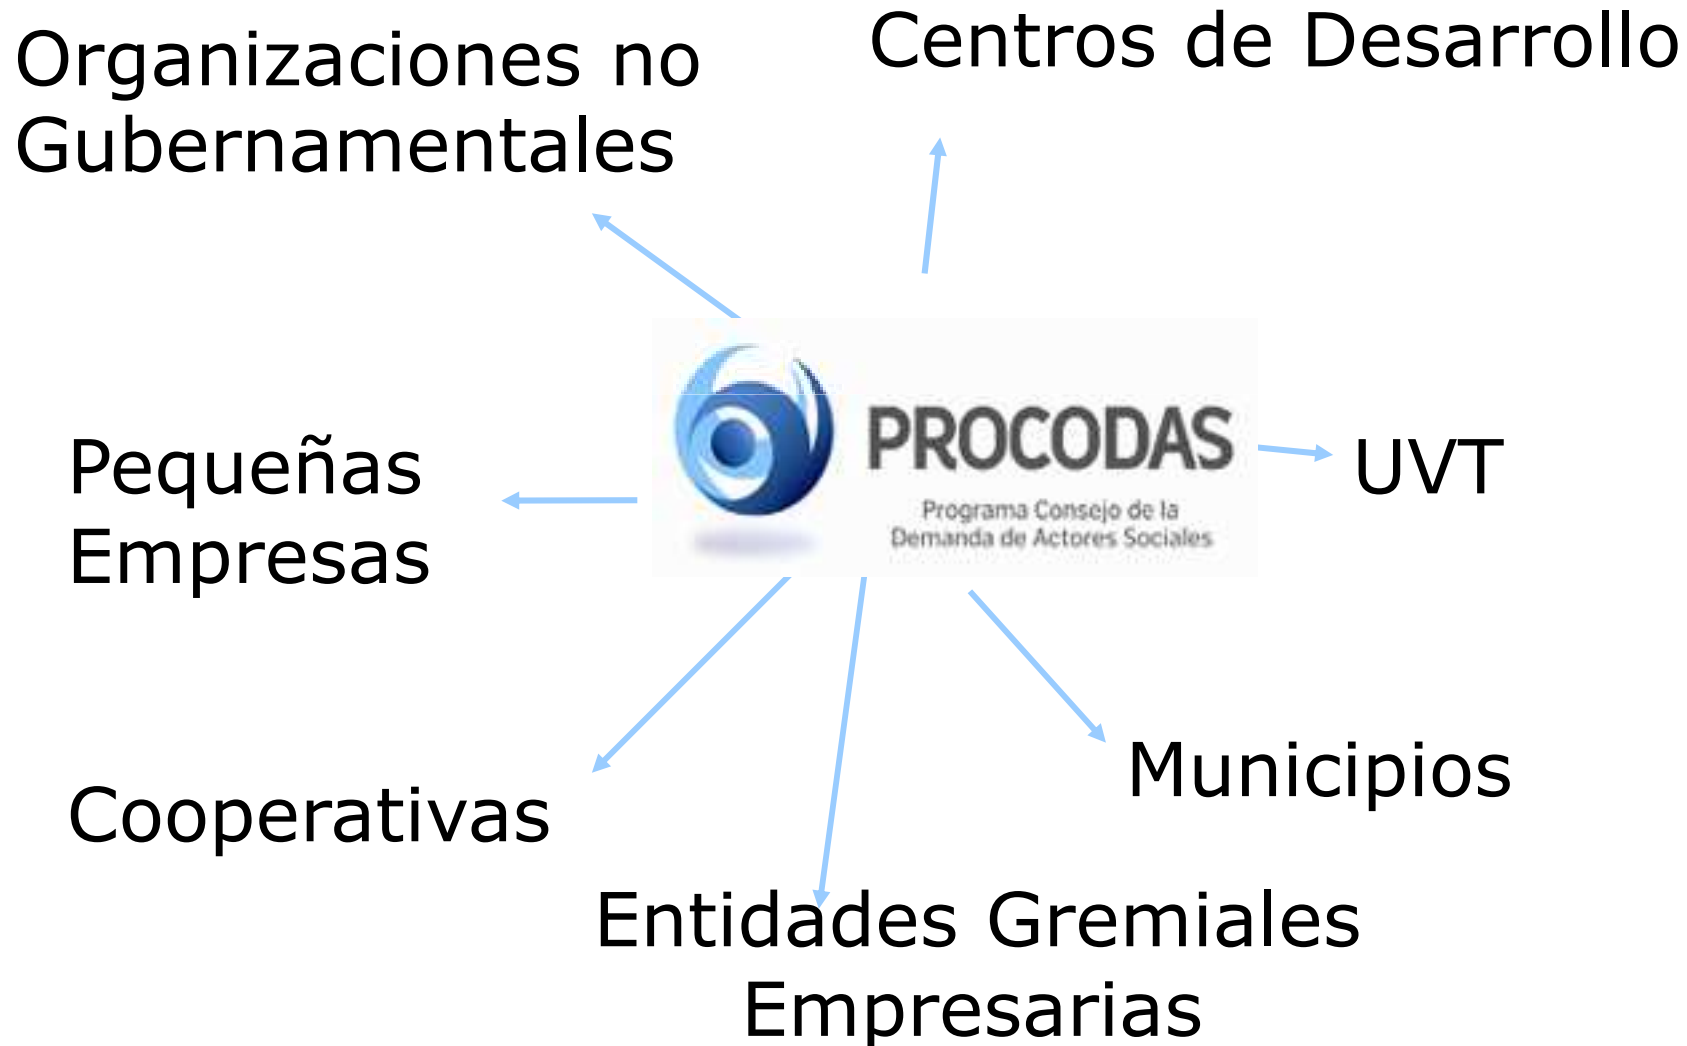 Organizaciones no
Gubernamentales
Centros de Desarrollo
PROCODAS
Programa Consejo de la
Demanda de Actores Sociales
Pequeñas
Empresas
UVT
Cooperativas
Municipios
Entidades Gremiales
Empresarias